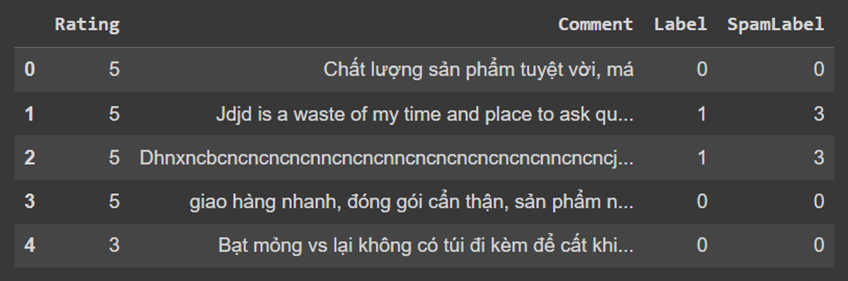 Rating Comment Label SpamLabel
0 5 Chất lượng sản phẩm tuyệt vời, má 0 0
1 5 Jdjd is a waste of my time and place to ask qu... 1 3
2 5 Dhnxncbcncncncncnncncncnncncncncncncnncncncj... 1 3
3 5 giao hàng nhanh, đóng gói cẩn thận, sản phẩm n... 0 0
4 3 Bạt mỏng vs lại không có túi đi kèm để cất khi... 0 0